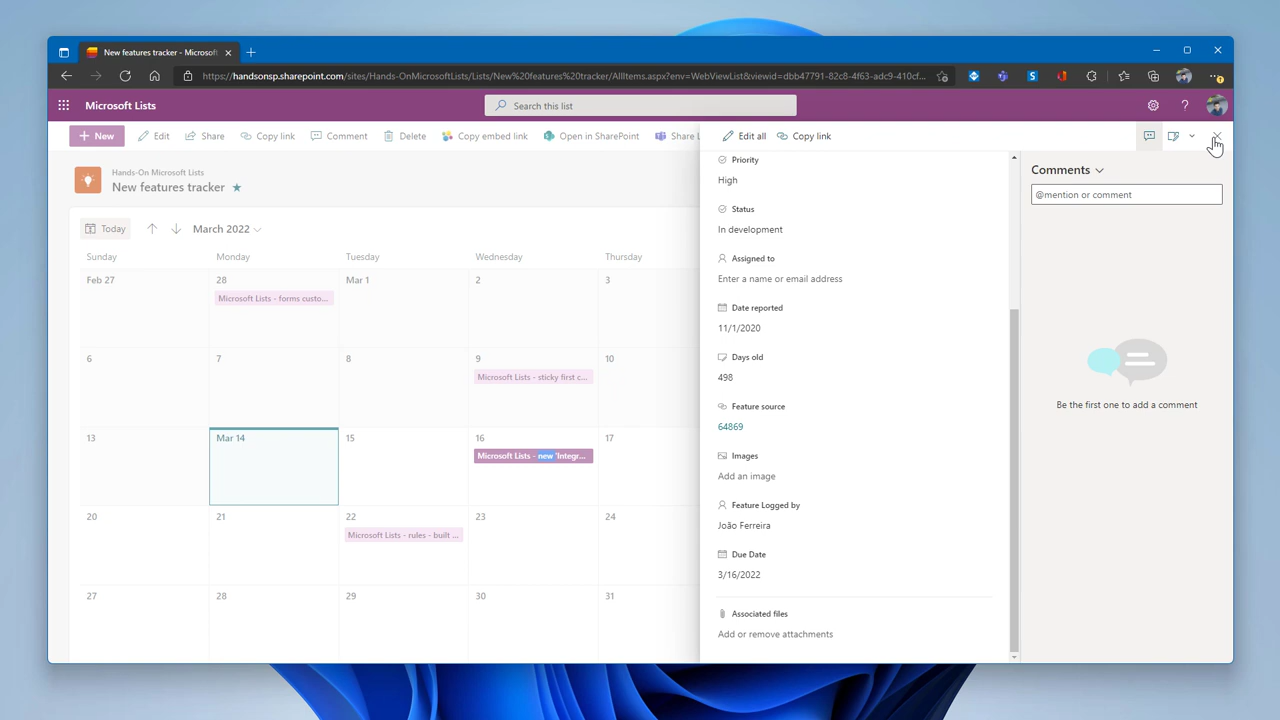 New features tracker - Microsoft
https://handsonsp.sharepoint.com/sites/Hands-OnMicrosoftLists/Lists/New%20features%20tracker/AllItems.aspx?env=WebViewList&viewid=dbb47791-82c8-4f63-adc9-410cf...
Microsoft Lists
Search this list
New
Edit
Share
Copy link
Comment
Delete
Copy embed link
Open in SharePoint
Share L
Edit all
Copy link
Hands-On Microsoft Lists
New features tracker
Today
March 2022
Sunday Monday Tuesday Wednesday Thursday
Feb 27 28 Mar 1 2 3
Microsoft Lists - forms custo...
6 7 8 9 10
Microsoft Lists - sticky first c...
13 Mar 14 15 16 17
Microsoft Lists - new 'Integr...
20 21 22 23 24
Microsoft Lists - rules - built ...
27 28 29 30 31
Priority
High
Status
In development
Assigned to
Enter a name or email address
Date reported
11/1/2020
Days old
498
Feature source
64869
Images
Add an image
Feature Logged by
João Ferreira
Due Date
3/16/2022
Associated files
Add or remove attachments
Comments
@mention or comment
Be the first one to add a comment